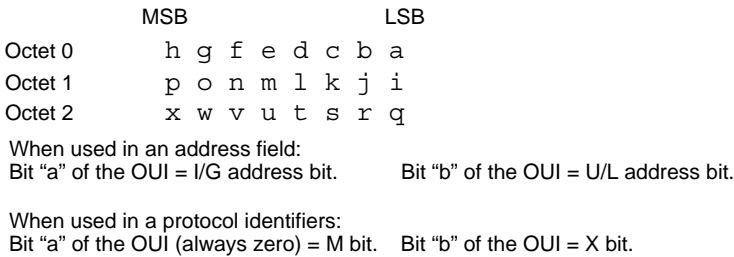 MSB LSB
Octet 0 h g f e d c b a
Octet 1 p o n m l k j i
Octet 2 x w v u t s r q
When used in an address field:
Bit “a” of the OUI = I/G address bit. Bit “b” of the OUI = U/L address bit.
When used in a protocol identifiers:
Bit “a” of the OUI (always zero) = M bit. Bit “b” of the OUI = X bit.